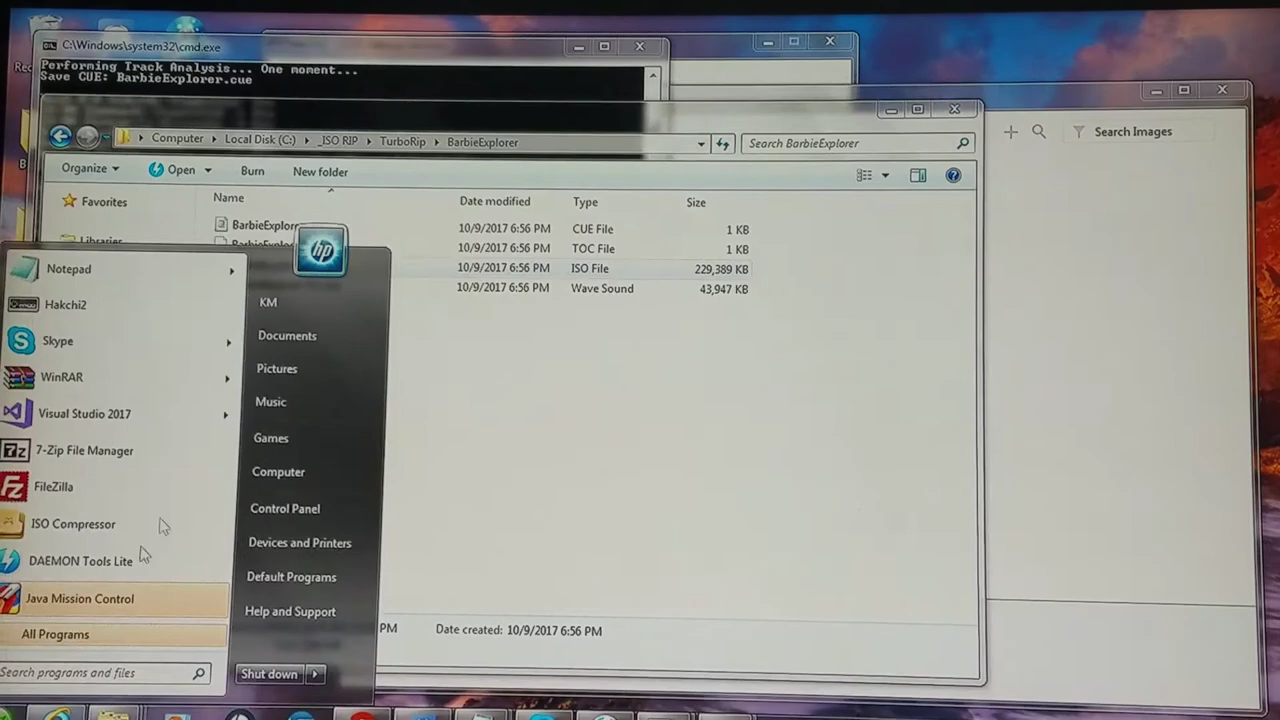 C:\Windows\system32\cmd.exe
Performing Track Analysis... One moment...
Save CUE: BarbieExplorer.cue
Computer Local Disk (C:) _ISO RIP TurboRip BarbieExplorer
Search BarbieExplorer
Search Images
Organize Open Burn New folder
Favorites
Libraries
Name Date modified Type Size
BarbieExplor 10/9/2017 6:56 PM CUE File 1 KB
10/9/2017 6:56 PM TOC File 1 KB
10/9/2017 6:56 PM ISO File 229,389 KB
10/9/2017 6:56 PM Wave Sound 43,947 KB
hp
Notepad
Hakchi2
Skype
WinRAR
Visual Studio 2017
7z 7-Zip File Manager
Fz FileZilla
ISO Compressor
DAEMON Tools Lite
Java Mission Control
All Programs
Search programs and files
KM
Documents
Pictures
Music
Games
Computer
Control Panel
Devices and Printers
Default Programs
Help and Support
Shut down
PM Date created: 10/9/2017 6:56 PM